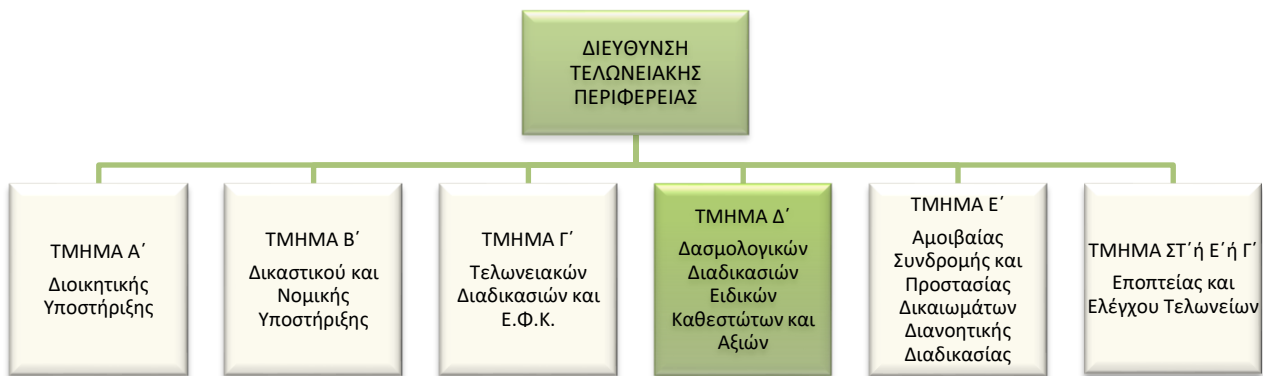 ΔΙΕΥΘΥΝΣΗ
ΤΕΛΩΝΕΙΑΚΗΣ
ΠΕΡΙΦΕΡΕΙΑΣ
ΤΜΗΜΑ Α΄
Διοικητικής
Υποστήριξης
ΤΜΗΜΑ Β΄
Δικαστικού και
Νομικής
Υποστήριξης
ΤΜΗΜΑ Γ΄
Τελωνειακών
Διαδικασιών και
Ε.Φ.Κ.
ΤΜΗΜΑ Δ΄
Δασμολογικών
Διαδικασιών
Ειδικών
Καθεστώτων και
Αξιών
ΤΜΗΜΑ Ε΄
Αμοιβαίας
Συνδρομής και
Προστασίας
Δικαιωμάτων
Διανοητικής
Διαδικασίας
ΤΜΗΜΑ ΣΤ΄ή Ε΄ή Γ΄
Εποπτείας και
Ελέγχου Τελωνείων